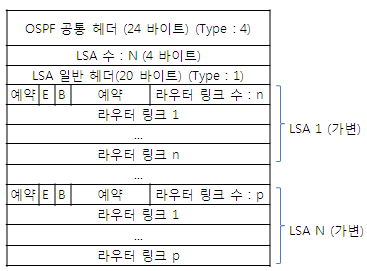 OSPF 공통 헤더 (24 바이트) (Type : 4)
LSA 수 : N (4 바이트)
LSA 일반 헤더(20 바이트) (Type : 1)
예약 E B 예약 라우터 링크 수 : n
라우터 링크 1
...
라우터 링크 n
LSA 1 (가변)
...
예약 E B 예약 라우터 링크 수 : p
라우터 링크 1
...
라우터 링크 p
LSA N (가변)